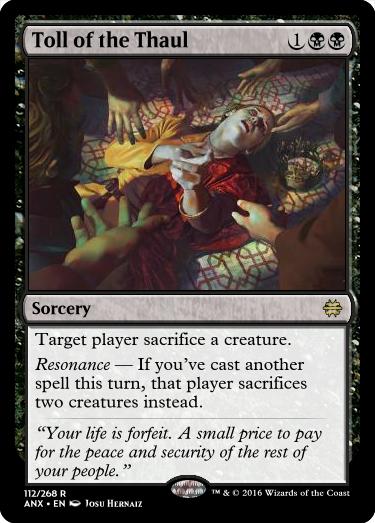 Toll of the Thaul 1
Sorcery
Target player sacrifice a creature.
Resonance — If you've cast another
spell this turn, that player sacrifices
two creatures instead.
“Your life is forfeit. A small price to pay
for the peace and security of the rest of
your people.”
112/268 R
ANX • EN Josu Hernaiz
™ & © 2016 Wizards of the Coast